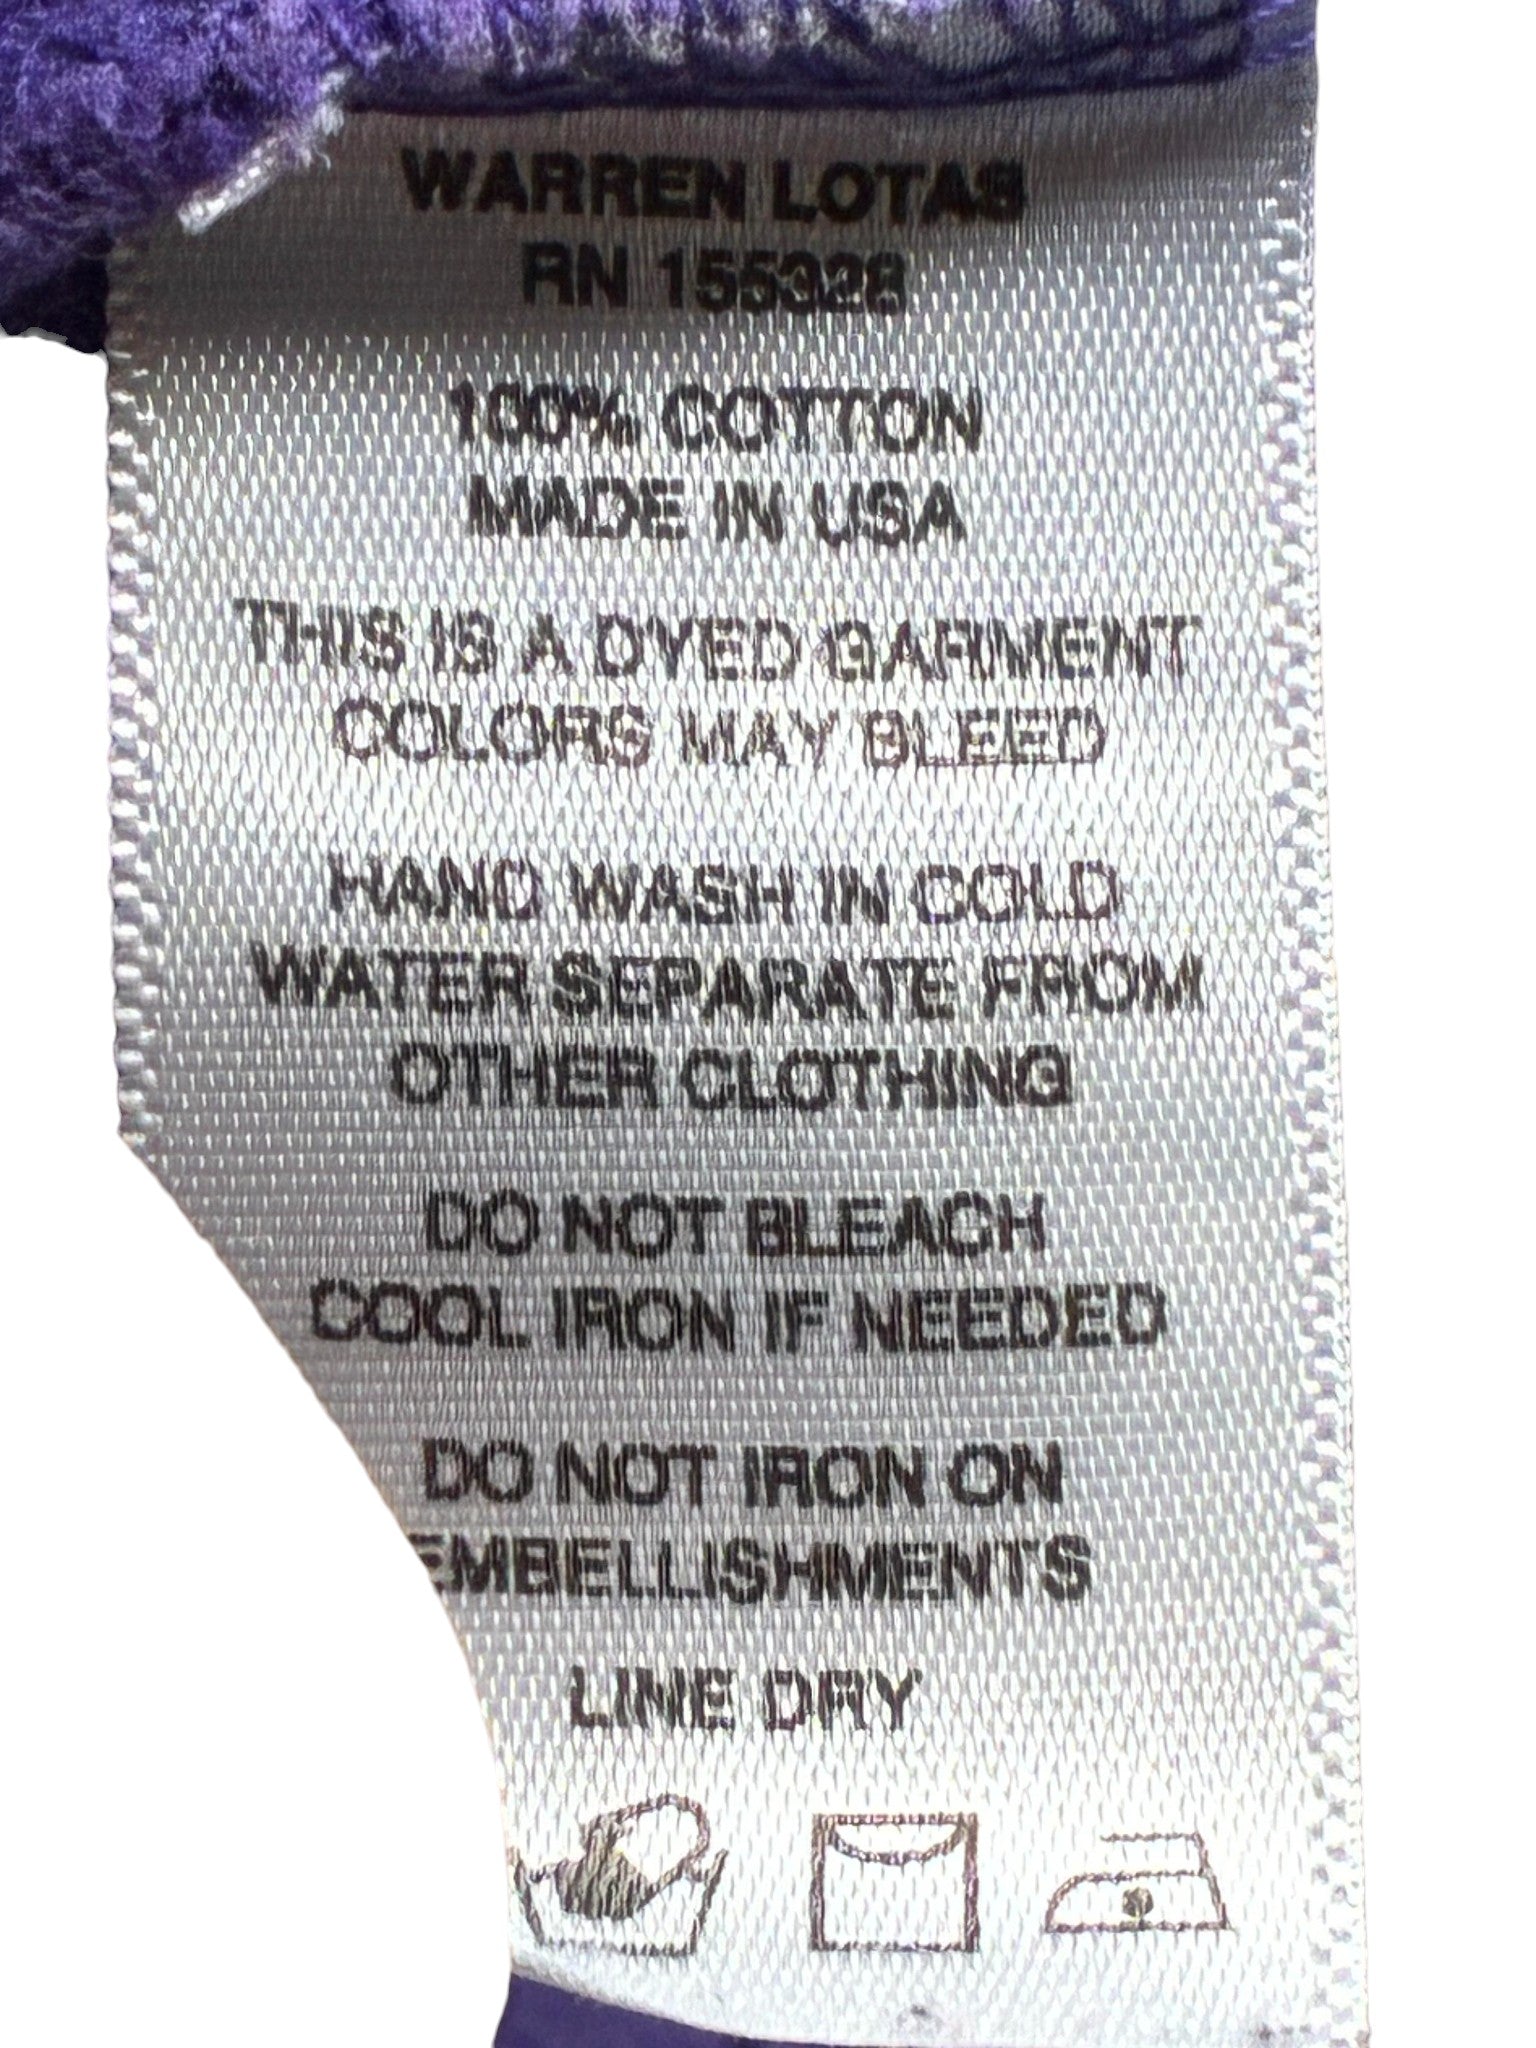 WARREN LOTAS
RN 155328
100% COTTON
MADE IN USA
THIS IS A DYED GARMENT
COLORS MAY BLEED
HAND WASH IN COLD
WATER SEPARATE FROM
OTHER CLOTHING
DO NOT BLEACH
COOL IRON IF NEEDED
DO NOT IRON ON
EMBELLISHMENTS
LINE DRY